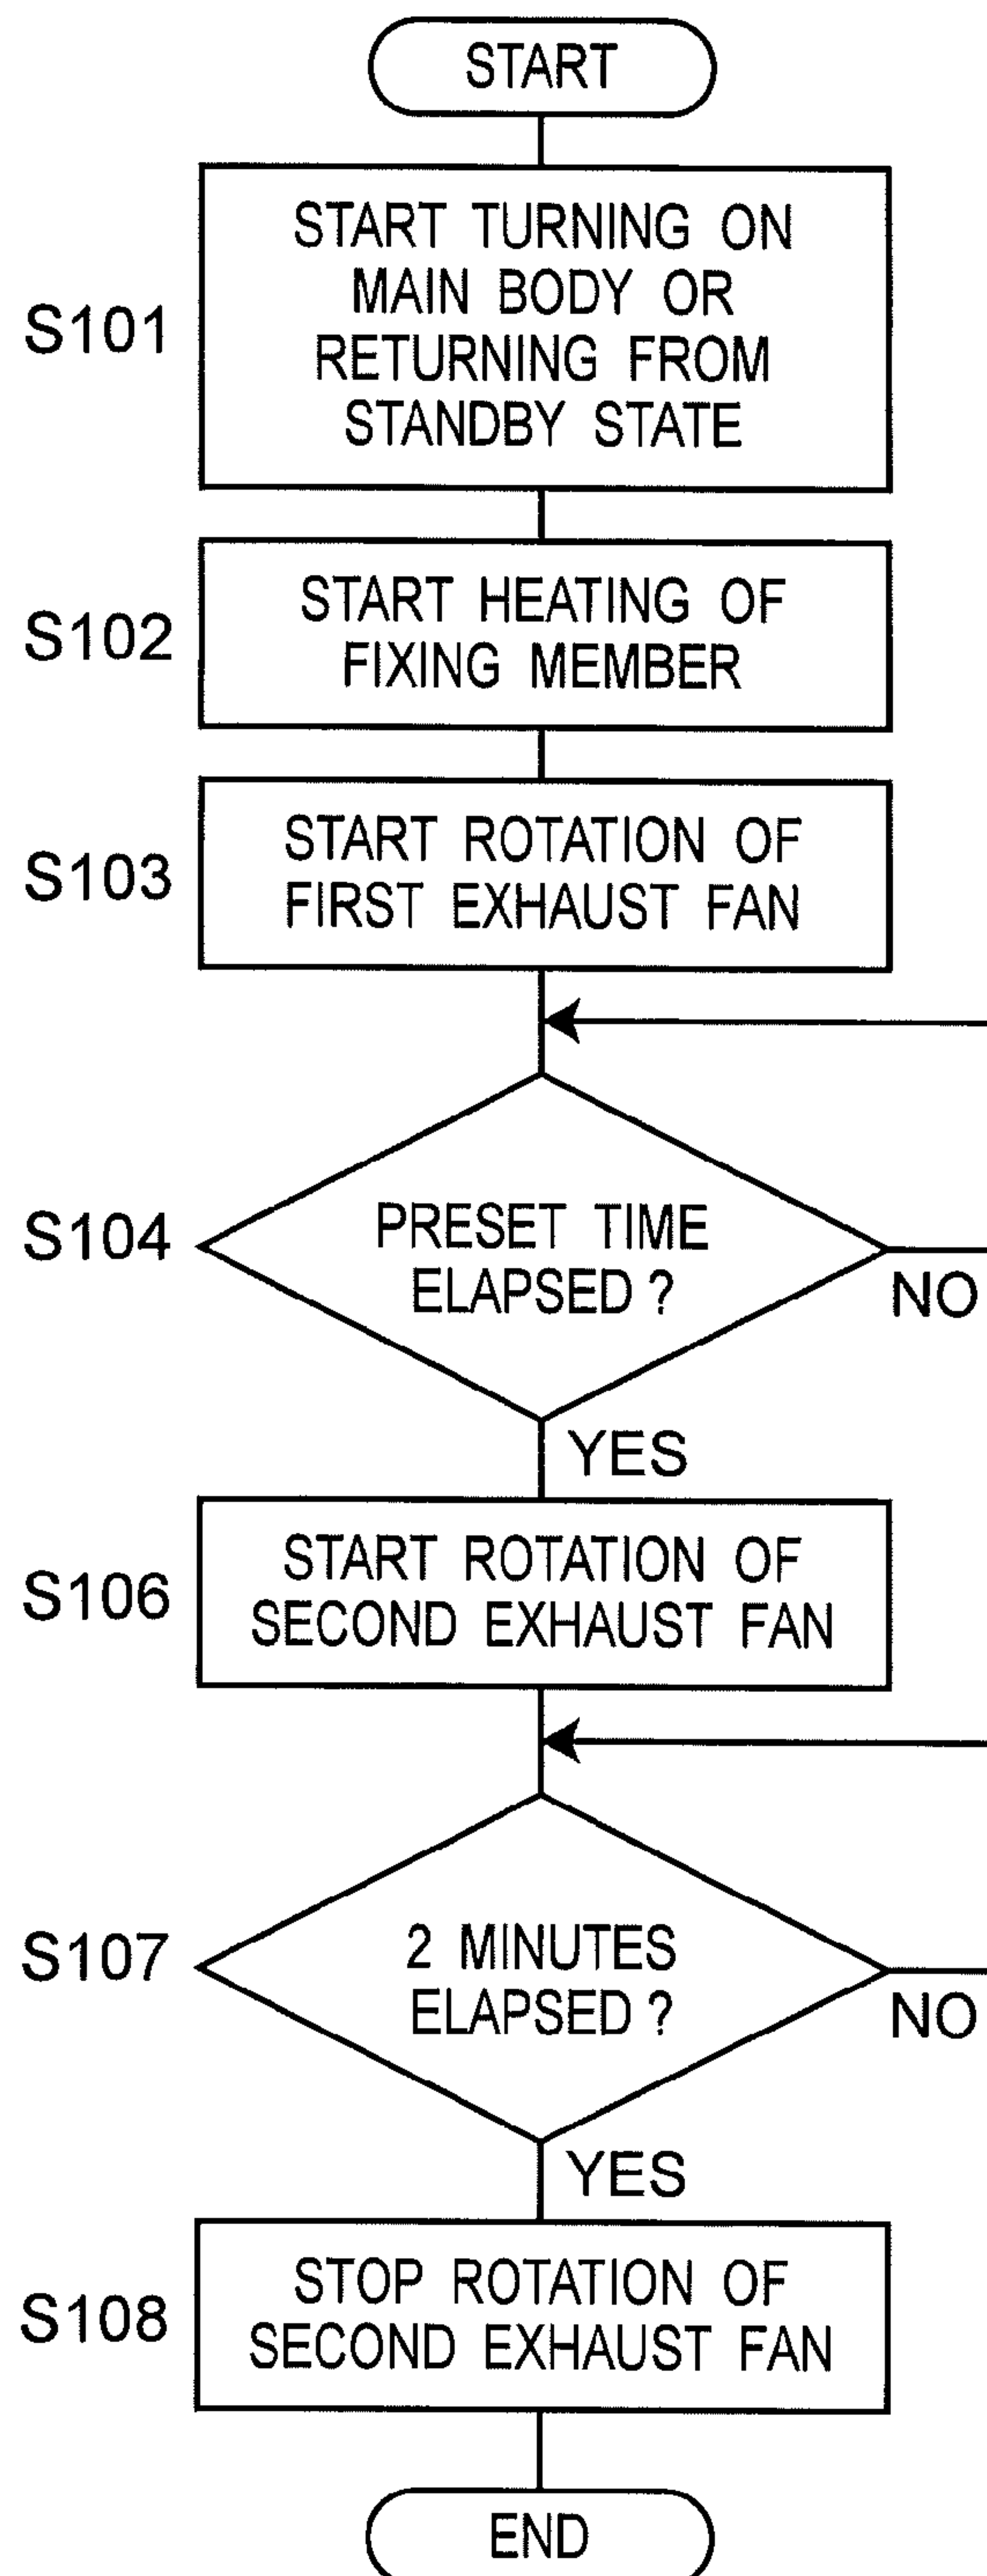 START
S101
START TURNING ON
MAIN BODY OR
RETURNING FROM
STANDBY STATE
S102
START HEATING OF
FIXING MEMBER
S103
START ROTATION OF
FIRST EXHAUST FAN
S104
PRESET TIME
ELAPSED ?
NO
YES
S106
START ROTATION OF
SECOND EXHAUST FAN
S107
2 MINUTES
ELAPSED ?
NO
YES
S108
STOP ROTATION OF
SECOND EXHAUST FAN
END